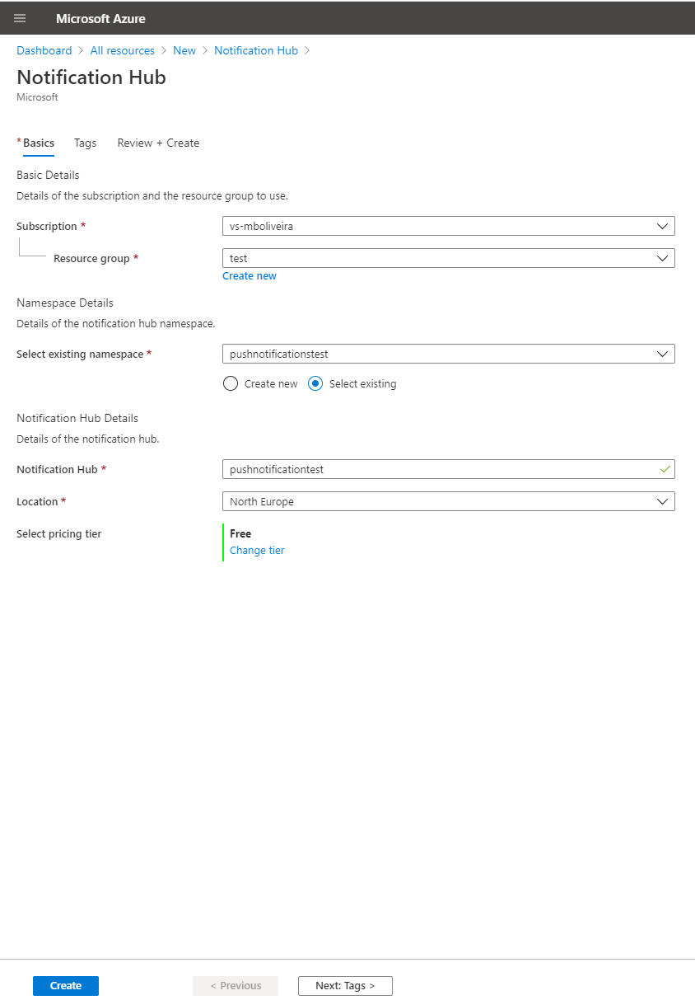 Microsoft Azure
Dashboard > All resources > New > Notification Hub >
Notification Hub
Microsoft
* Basics Tags Review + Create
Basic Details
Details of the subscription and the resource group to use.
Subscription * vs-mboliveira
Resource group * test
Create new
Namespace Details
Details of the notification hub namespace.
Select existing namespace * pushnotificationstest
Create new Select existing
Notification Hub Details
Details of the notification hub.
Notification Hub * pushnotificationtest
Location * North Europe
Select pricing tier Free
Change tier
Create < Previous Next: Tags >